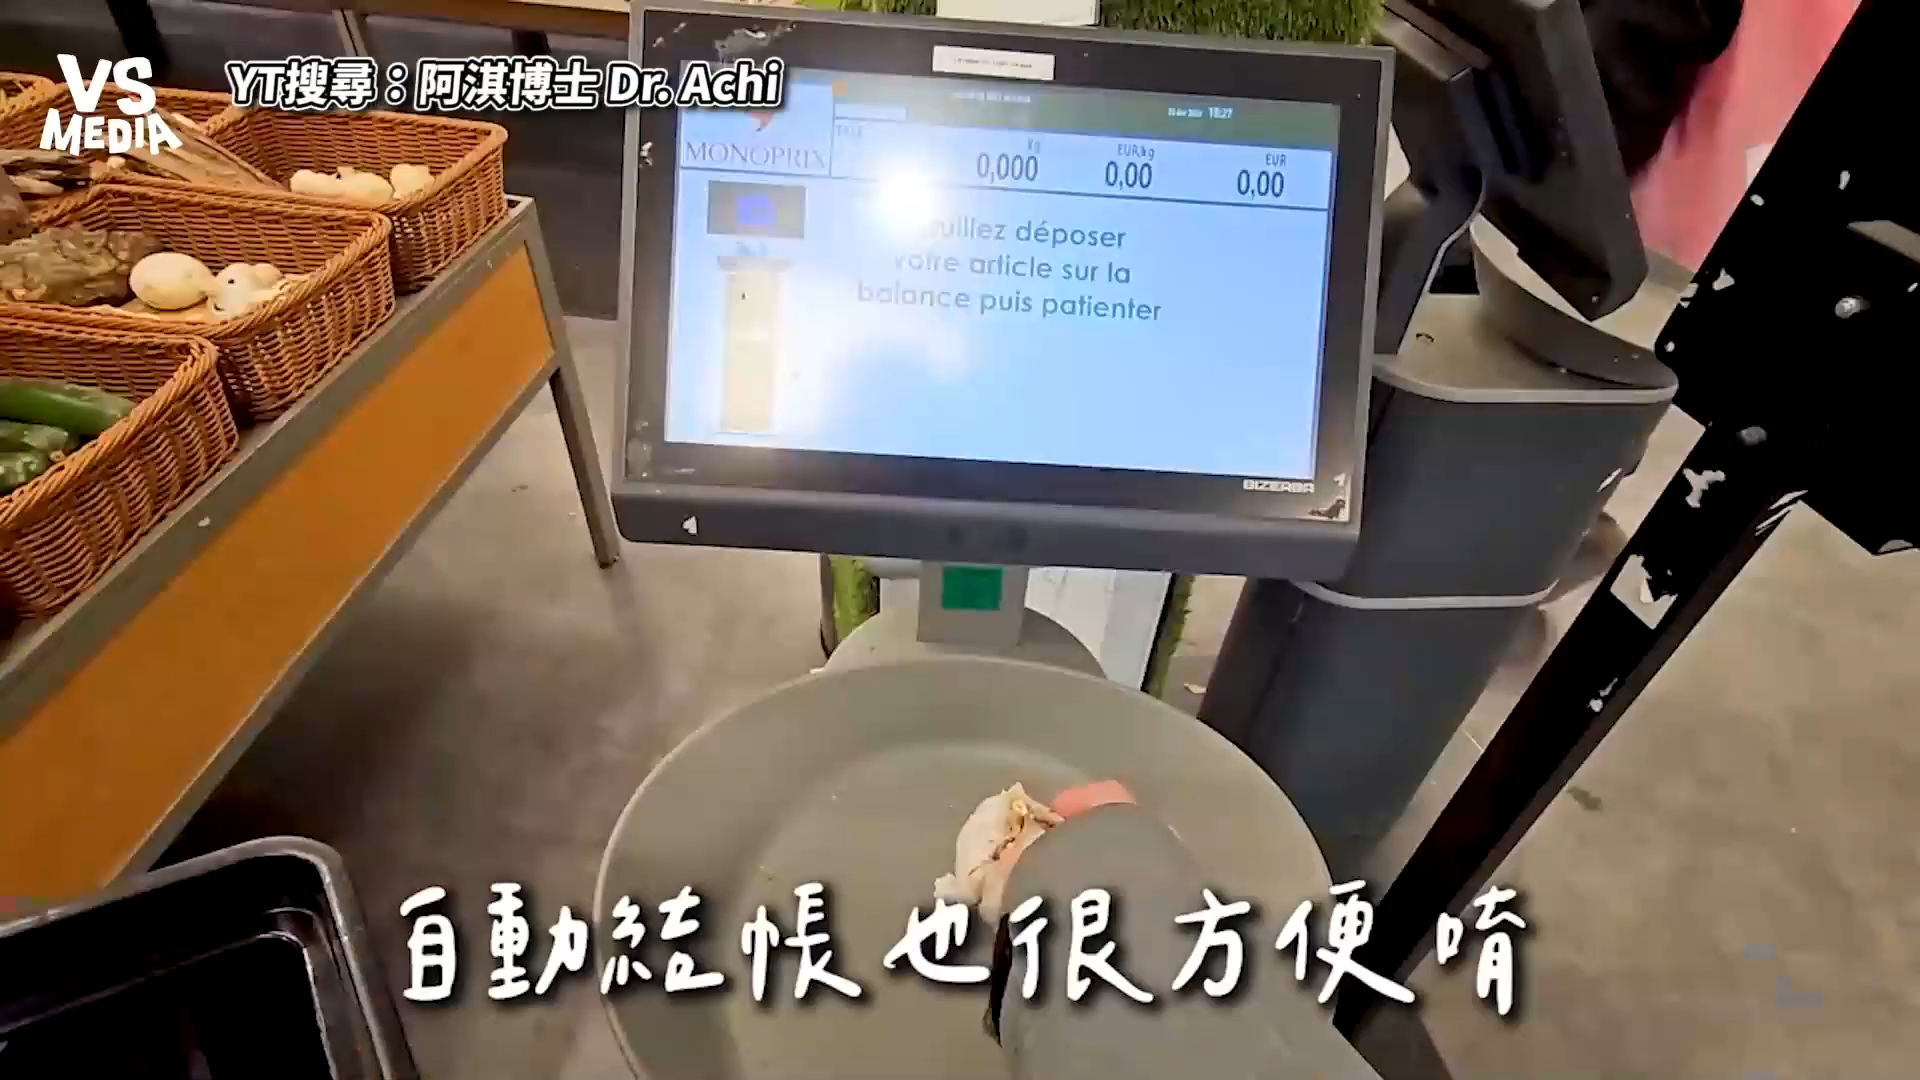 VS
MEDIA
YT搜尋：阿淇博士 Dr. Achi
MONOPRIX
kg
EUR/kg
EUR
0,000
0,00
0,00
déposer
votre article sur la
balance puis patienter
BIZERBA
自動結帳也很方便唷